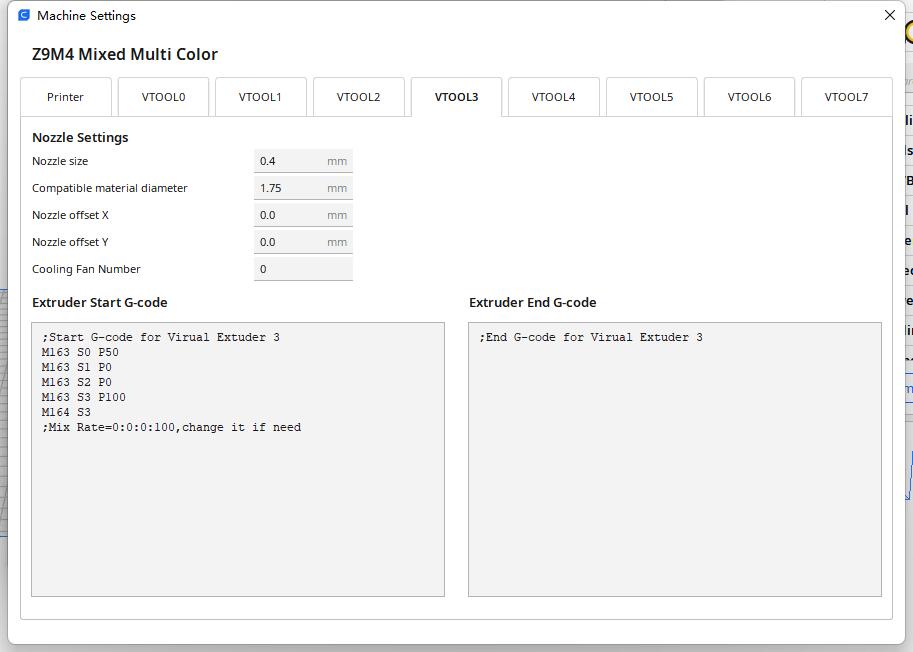 Machine Settings
Z9M4 Mixed Multi Color
Printer
VTOOL0
VTOOL1
VTOOL2
VTOOL3
VTOOL4
VTOOL5
VTOOL6
VTOOL7
Nozzle Settings
Nozzle size 0.4 mm
Compatible material diameter 1.75 mm
Nozzle offset X 0.0 mm
Nozzle offset Y 0.0 mm
Cooling Fan Number 0
Extruder Start G-code
;Start G-code for Virual Extuder 3
M163 S0 P50
M163 S1 P0
M163 S2 P0
M163 S3 P100
M164 S3
;Mix Rate=0:0:0:100,change it if need
Extruder End G-code
;End G-code for Virual Extuder 3